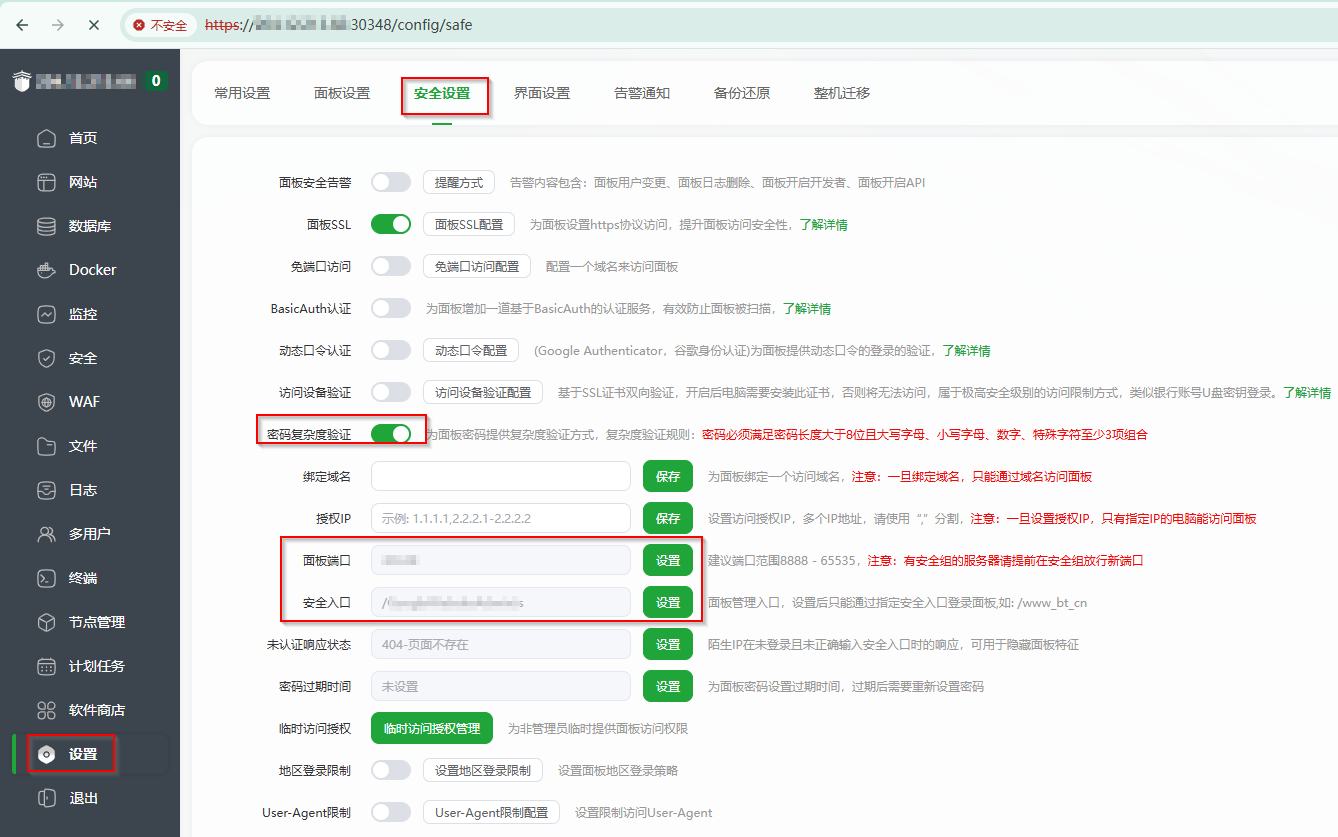 不安全 https:// 30348/config/safe
0
首页
网站
数据库
Docker
监控
安全
WAF
文件
日志
多用户
终端
节点管理
计划任务
软件商店
设置
退出
常用设置 面板设置 安全设置 界面设置 告警通知 备份还原 整机迁移
面板安全告警 提醒方式 告警内容包含：面板用户变更、面板日志删除、面板开启开发者、面板开启API
面板SSL 面板SSL配置 为面板设置https协议访问，提升面板访问安全性，了解详情
免端口访问 免端口访问配置 配置一个域名来访问面板
BasicAuth认证 为面板增加一道基于BasicAuth的认证服务，有效防止面板被扫描，了解详情
动态口令认证 动态口令配置 (Google Authenticator，谷歌身份认证)为面板提供动态口令的登录的验证，了解详情
访问设备验证 访问设备验证配置 基于SSL证书双向验证，开启后电脑需要安装此证书，否则将无法访问，属于极高安全级别的访问限制方式，类似银行账号U盘密钥登录。了解详情
密码复杂度验证 为面板密码提供复杂度验证方式，复杂度验证规则：密码必须满足密码长度大于8位且大写字母、小写字母、数字、特殊字符至少3项组合
绑定域名 保存 为面板绑定一个访问域名，注意：一旦绑定域名，只能通过域名访问面板
授权IP 示例: 1.1.1.1,2.2.2.1-2.2.2.2 保存 设置访问授权IP，多个IP地址，请使用“,”分割，注意：一旦设置授权IP，只有指定IP的电脑能访问面板
面板端口 设置 建议端口范围8888 - 65535，注意：有安全组的服务器请提前在安全组放行新端口
安全入口 / 设置 面板管理入口，设置后只能通过指定安全入口登录面板,如: /www_bt_cn
未认证响应状态 404-页面不存在 设置 陌生IP在未登录且未正确输入安全入口时的响应，可用于隐藏面板特征
密码过期时间 未设置 设置 为面板密码设置过期时间，过期后需要重新设置密码
临时访问授权 临时访问授权管理 为非管理员临时提供面板访问权限
地区登录限制 设置地区登录限制 设置面板地区登录策略
User-Agent限制 User-Agent限制配置 设置限制访问User-Agent